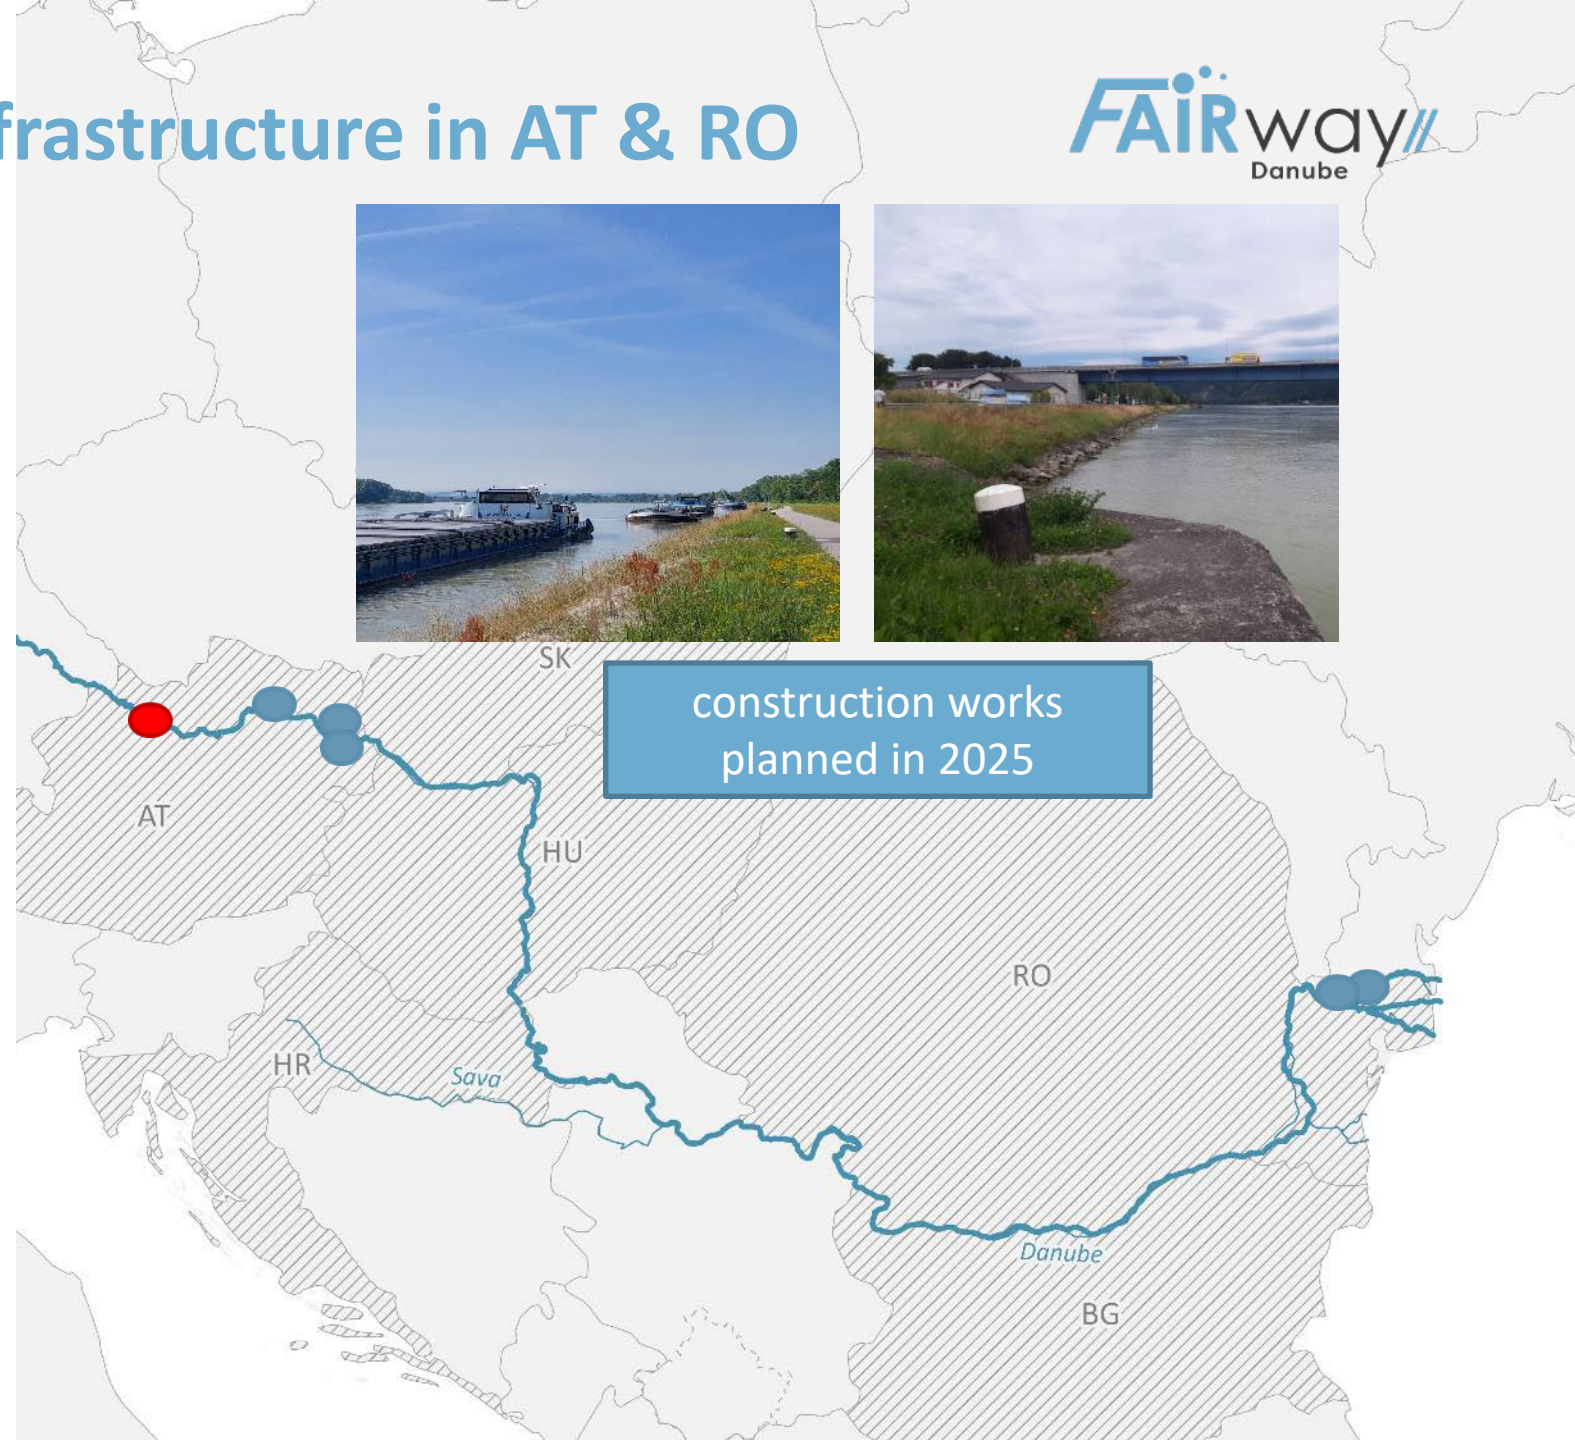 frastructure in AT & RO
FAIRway
Danube
SK
construction works
planned in 2025
AT
HU
RO
HR
Sava
Danube
BG